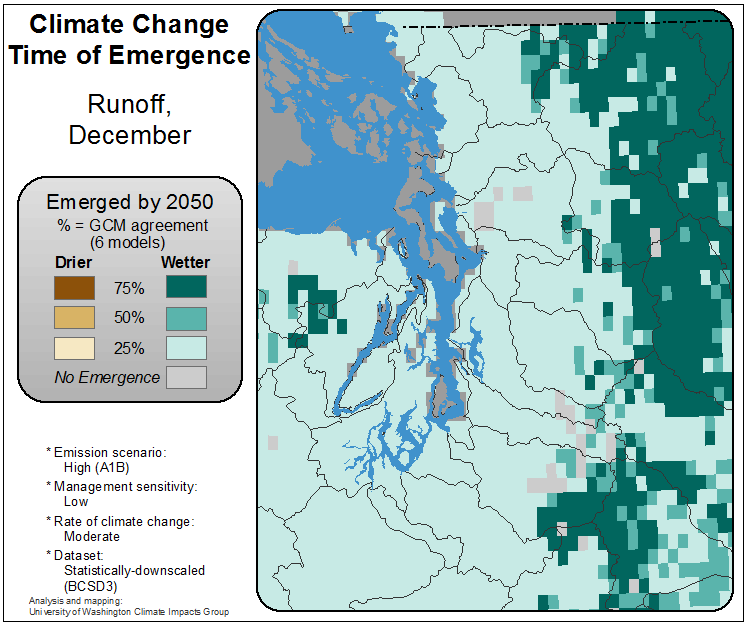 Climate Change
Time of Emergence
Runoff,
December
Emerged by 2050
% = GCM agreement
(6 models)
Drier Wetter
75%
50%
25%
No Emergence
* Emission scenario:
High (A1B)
* Management sensitivity:
Low
* Rate of climate change:
Moderate
* Dataset:
Statistically-downscaled
(BCSD3)
Analysis and mapping:
University of Washington Climate Impacts Group